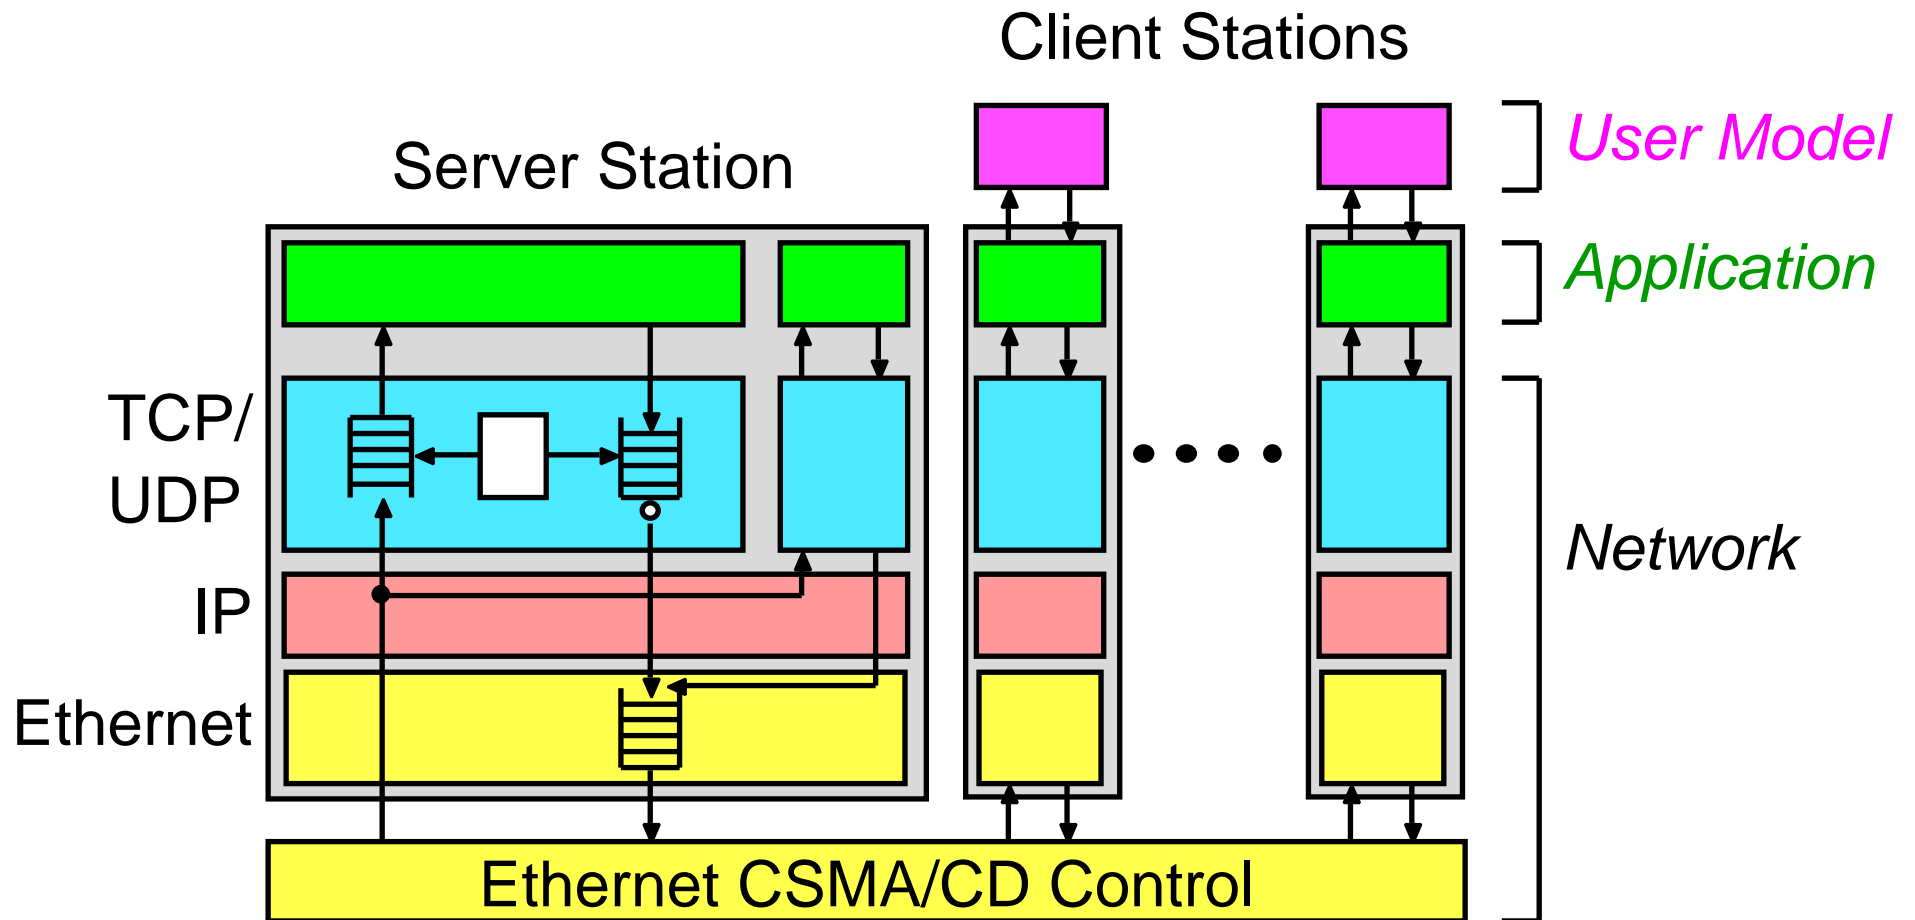 Client Stations
User Model
Server Station
Application
TCP/
UDP
Network
IP
Ethernet
Ethernet CSMA/CD Control